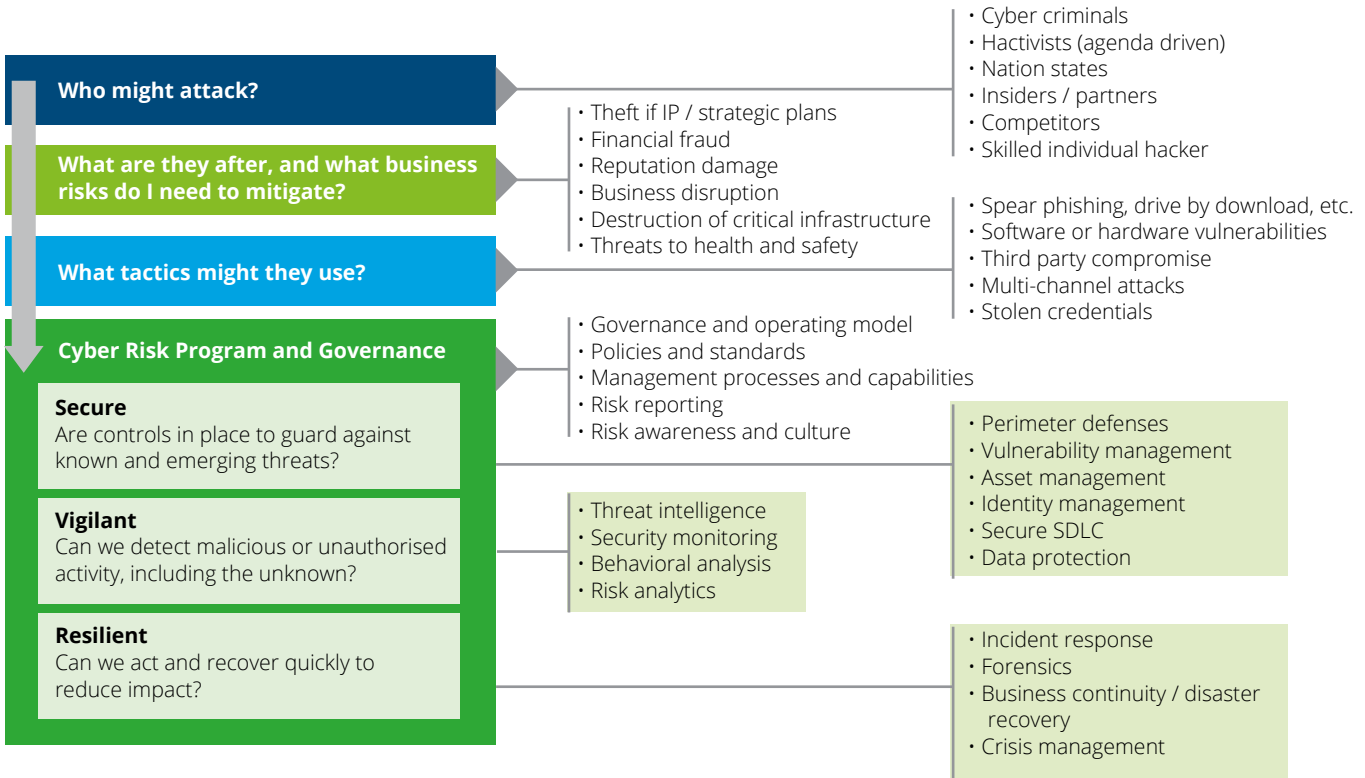 Who might attack?
• Cyber criminals
• Hactivists (agenda driven)
• Nation states
• Insiders / partners
• Competitors
• Skilled individual hacker
What are they after, and what business
risks do I need to mitigate?
• Theft if IP / strategic plans
• Financial fraud
• Reputation damage
• Business disruption
• Destruction of critical infrastructure
• Threats to health and safety
What tactics might they use?
• Spear phishing, drive by download, etc.
• Software or hardware vulnerabilities
• Third party compromise
• Multi-channel attacks
• Stolen credentials
Cyber Risk Program and Governance
• Governance and operating model
• Policies and standards
• Management processes and capabilities
• Risk reporting
• Risk awareness and culture
Secure
Are controls in place to guard against
known and emerging threats?
• Perimeter defenses
• Vulnerability management
• Asset management
• Identity management
• Secure SDLC
• Data protection
Vigilant
Can we detect malicious or unauthorised
activity, including the unknown?
• Threat intelligence
• Security monitoring
• Behavioral analysis
• Risk analytics
Resilient
Can we act and recover quickly to
reduce impact?
• Incident response
• Forensics
• Business continuity / disaster
recovery
• Crisis management